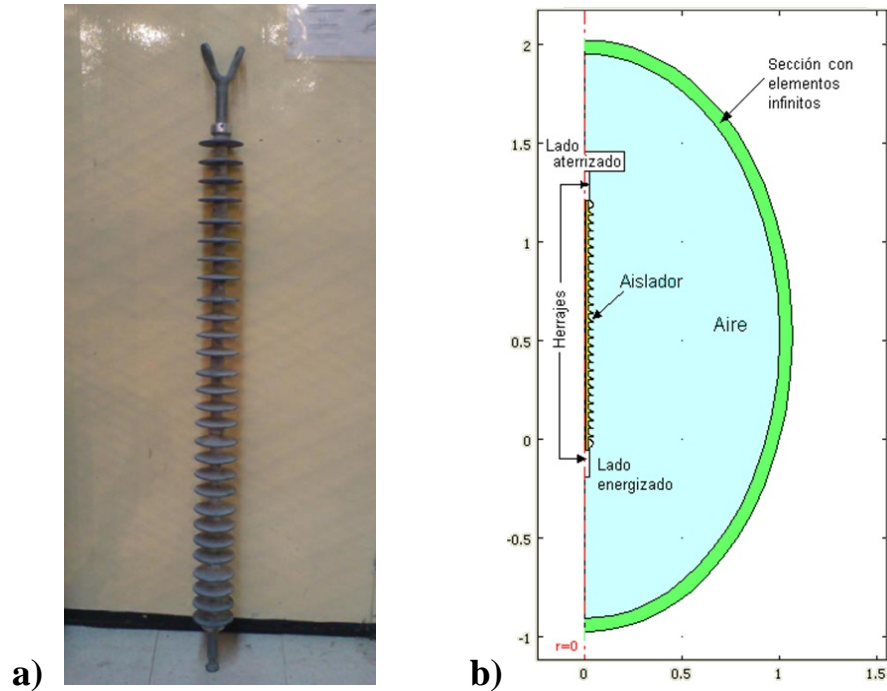 a)
b)
2
1.5
1
0.5
0
-0.5
-1
Sección con
elementos
infinitos
Lado
aterrizado
Herrajes
Aislador
Aire
Lado
energizado
r=0
0
0.5
1
1.5